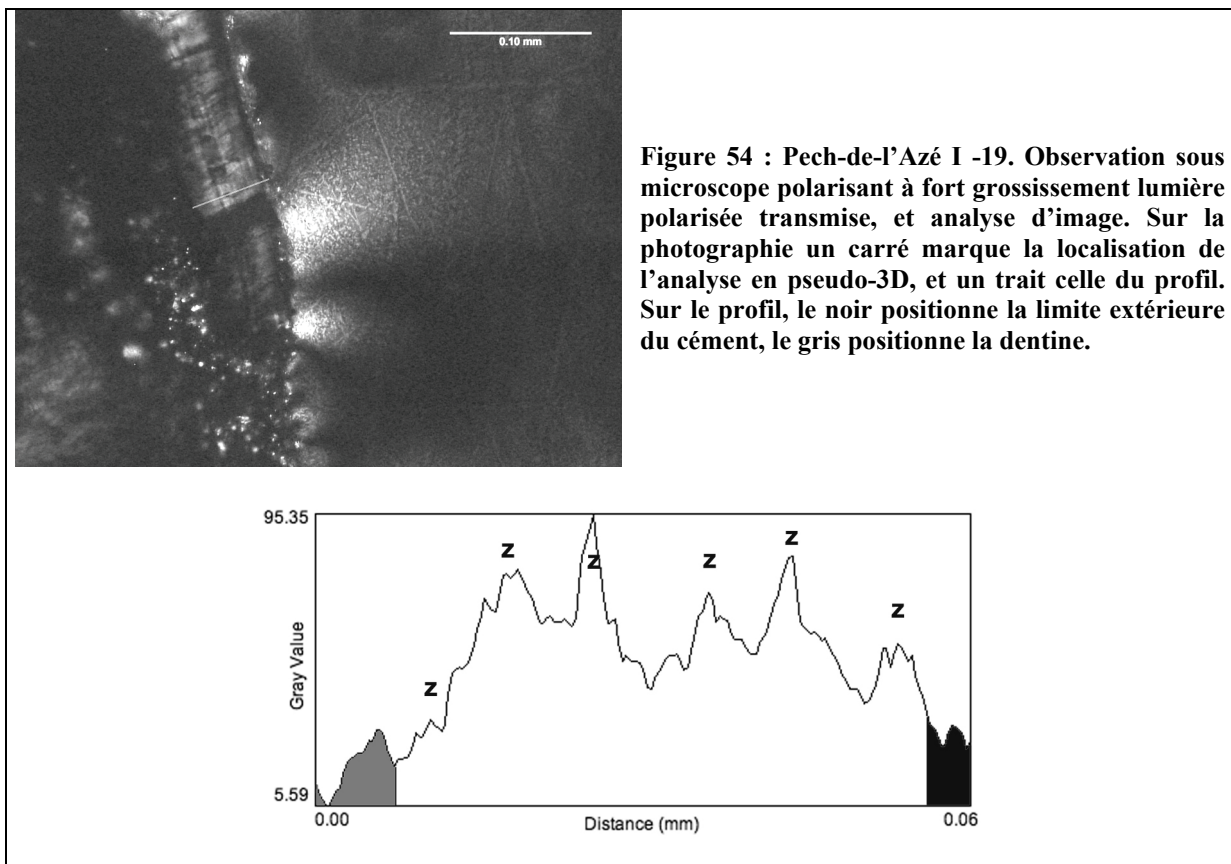 0.10 mm
Figure 54 : Pech-de-l’Azé I -19. Observation sous
microscope polarisant à fort grossissement lumière
polarisée transmise, et analyse d’image. Sur la
photographie un carré marque la localisation de
l’analyse en pseudo-3D, et un trait celle du profil.
Sur le profil, le noir positionne la limite extérieure
du cément, le gris positionne la dentine.
95.35
Gray Value
z z z z z z
5.59
0.00 Distance (mm) 0.06